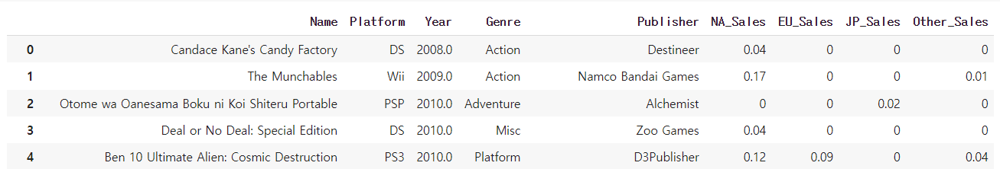 Name Platform Year Genre Publisher NA_Sales EU_Sales JP_Sales Other_Sales
0 Candace Kane's Candy Factory DS 2008.0 Action Destineer 0.04 0 0 0
1 The Munchables Wii 2009.0 Action Namco Bandai Games 0.17 0 0 0.01
2 Otome wa Oanesama Boku ni Koi Shiteru Portable PSP 2010.0 Adventure Alchemist 0 0 0.02 0
3 Deal or No Deal: Special Edition DS 2010.0 Misc Zoo Games 0.04 0 0 0
4 Ben 10 Ultimate Alien: Cosmic Destruction PS3 2010.0 Platform D3Publisher 0.12 0.09 0 0.04